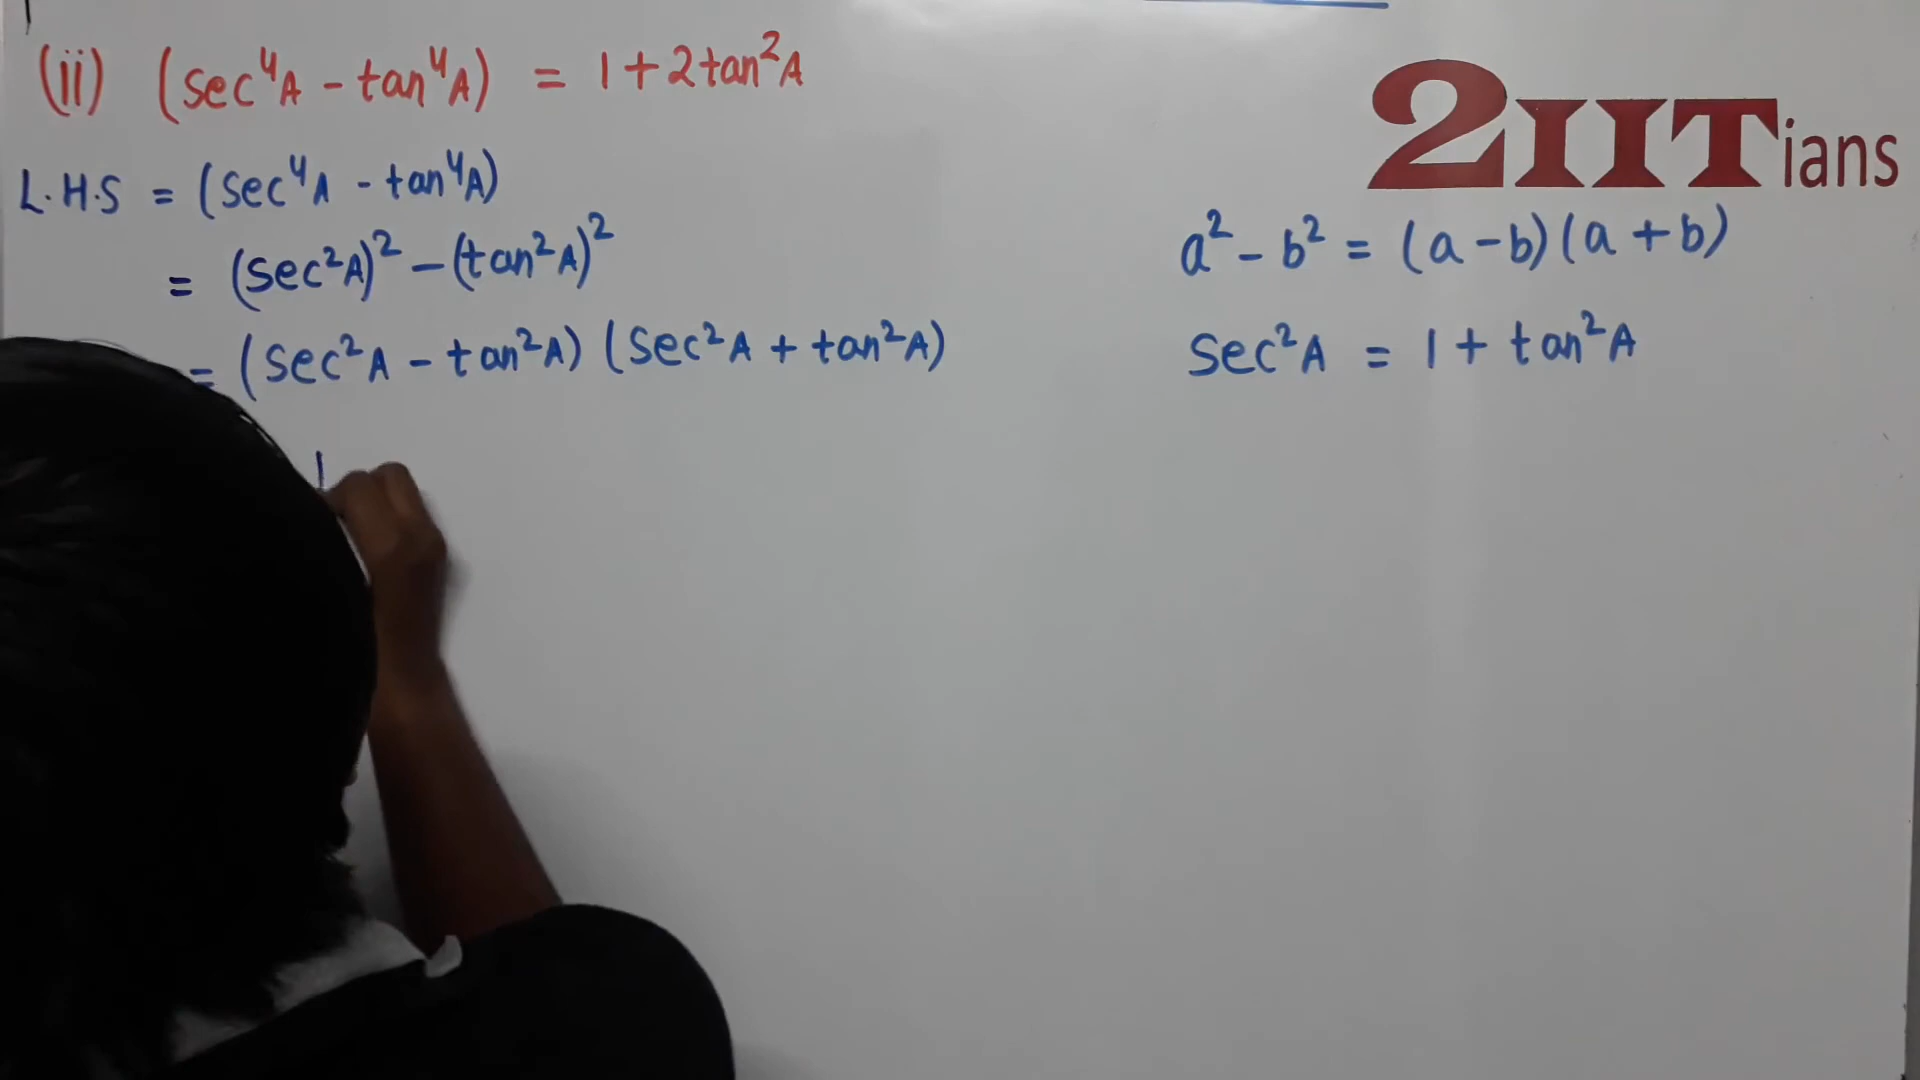 (ii) (sec⁴A - tan⁴A) = 1 + 2tan²A
2IITians
L.H.S = (sec⁴A - tan⁴A)
= (sec²A)² - (tan²A)²
= (sec²A - tan²A) (sec²A + tan²A)
1
a² - b² = (a - b) (a + b)
sec²A = 1 + tan²A